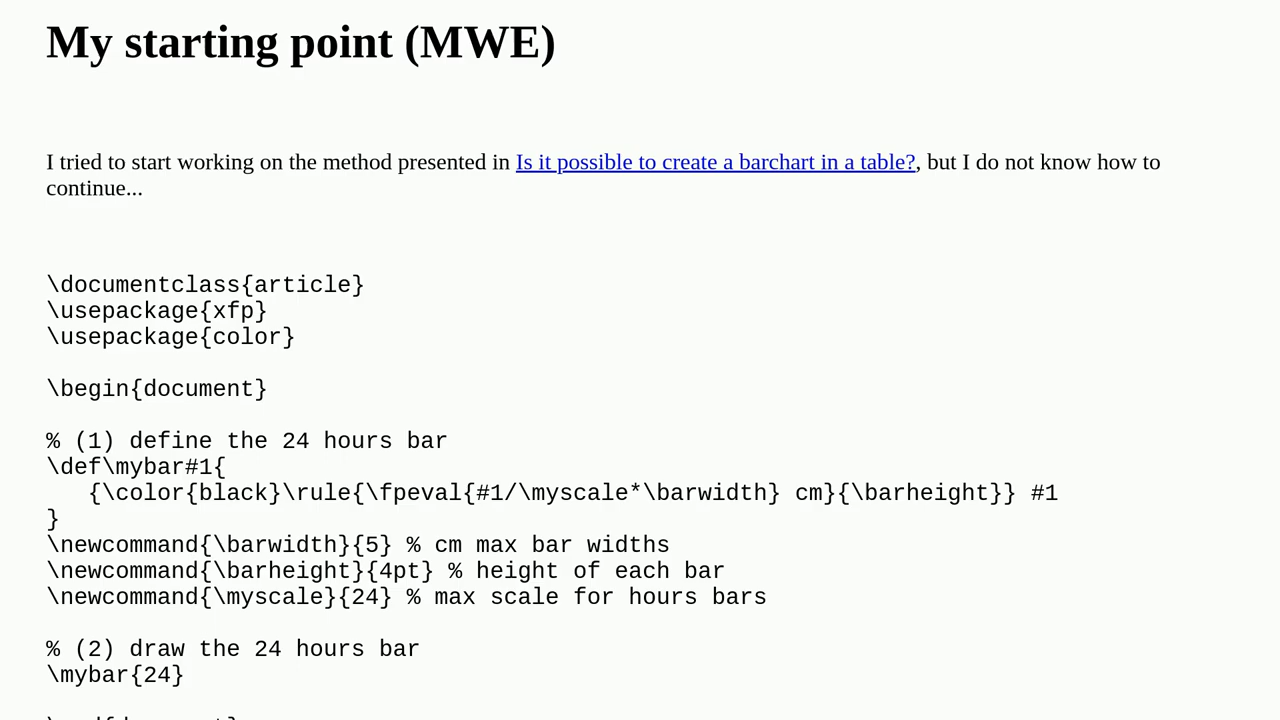 My starting point (MWE)
I tried to start working on the method presented in Is it possible to create a barchart in a table?, but I do not know how to
continue...
\documentclass{article}
\usepackage{xfp}
\usepackage{color}
\begin{document}
% (1) define the 24 hours bar
\def\mybar#1{
   {\color{black}\rule{\fpeval{#1/\myscale*\barwidth} cm}{\barheight}} #1
}
\newcommand{\barwidth}{5} % cm max bar widths
\newcommand{\barheight}{4pt} % height of each bar
\newcommand{\myscale}{24} % max scale for hours bars
% (2) draw the 24 hours bar
\mybar{24}